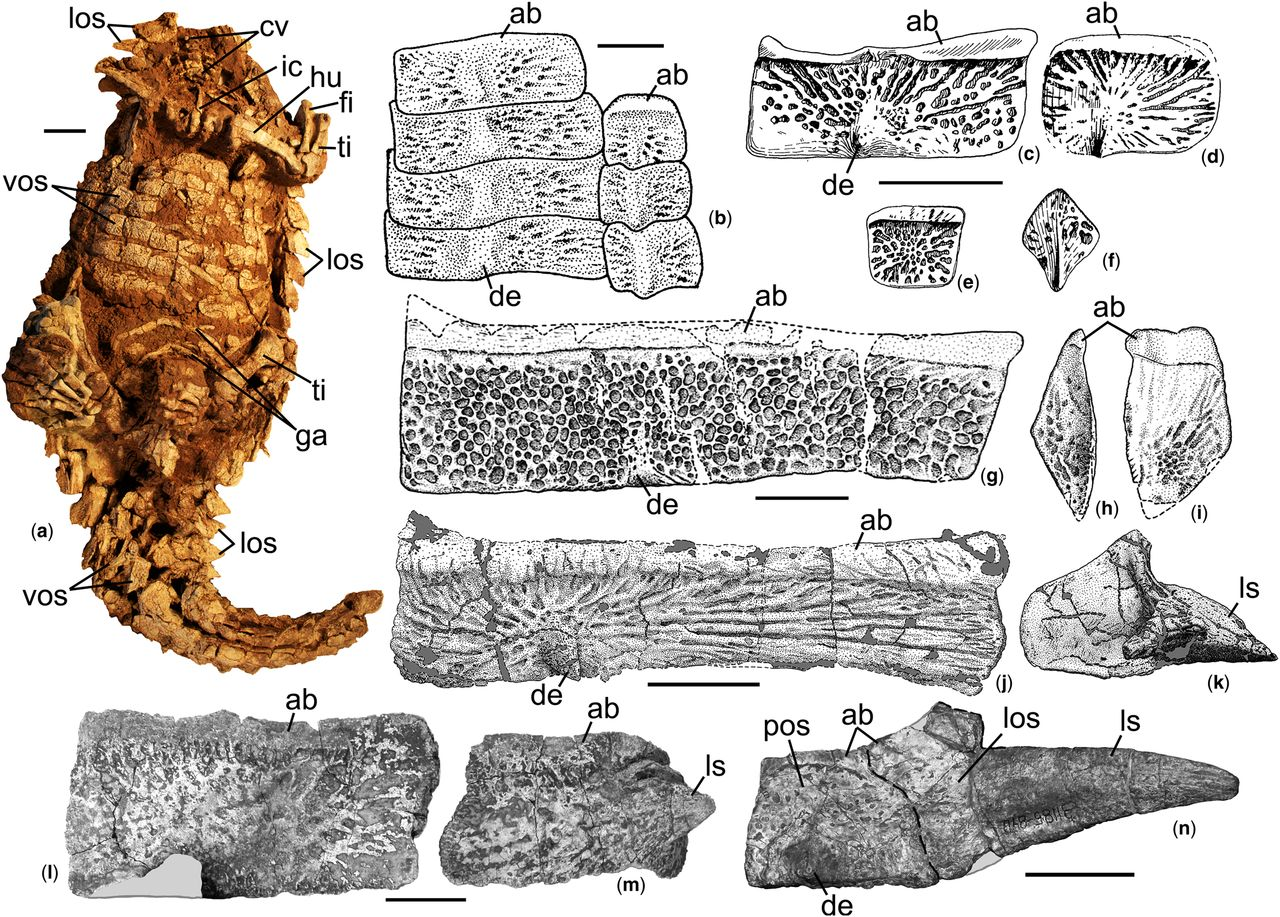 los
cv
ic
hu
fi
ti
vos
los
ti
ga
los
vos
(a)
ab
ab
de
(b)
ab
de
(c)
ab
(d)
(e)
(f)
ab
de
(g)
ab
(h)
(i)
ab
de
(j)
ls
(k)
ab
(l)
ab
ls
(m)
pos
ab
los
ls
de
(n)